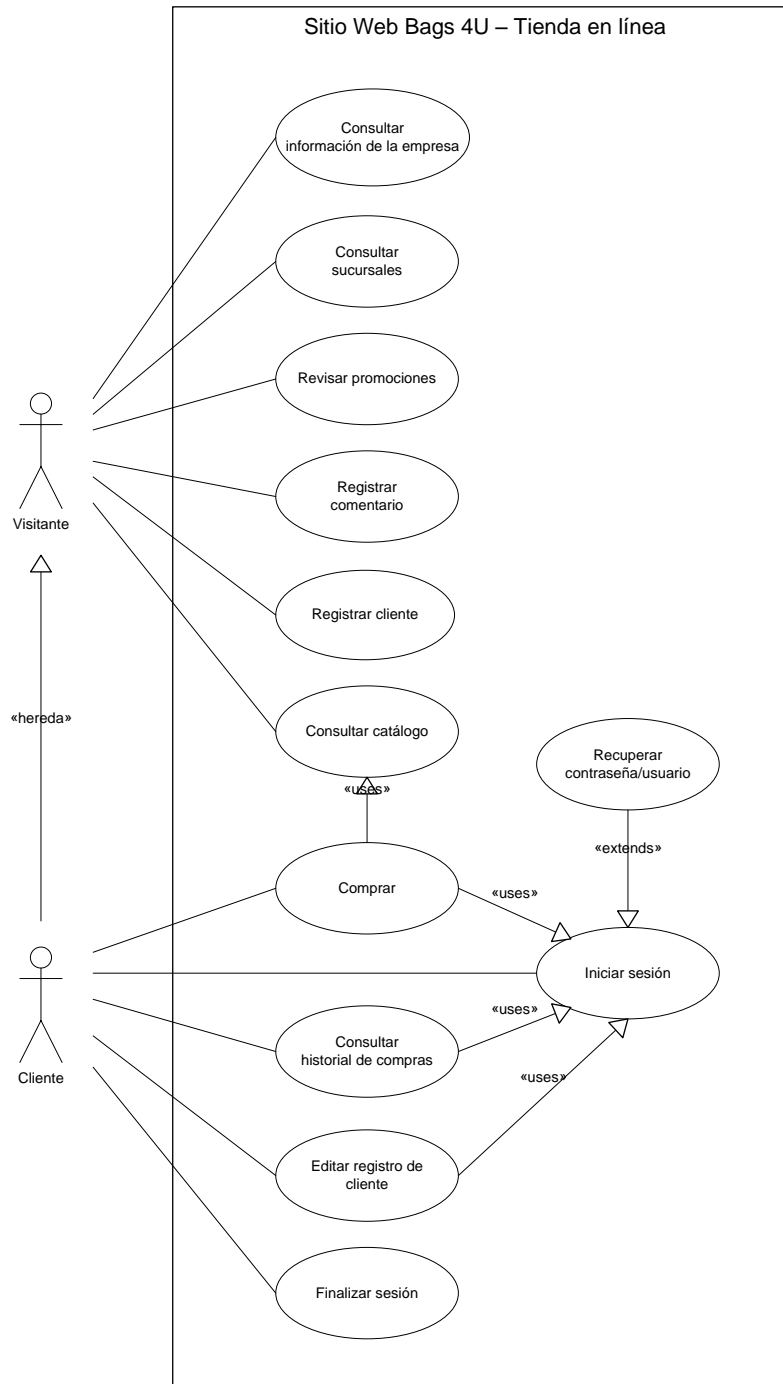 Sitio Web Bags 4U – Tienda en línea
Consultar
información de la empresa
Consultar
sucursales
Revisar promociones
Visitante
Registrar
comentario
Registrar cliente
«hereda»
Consultar catálogo
Recuperar
contraseña/usuario
«uses»
«extends»
Comprar
«uses»
Iniciar sesión
Cliente
Consultar
historial de compras
«uses»
«uses»
Editar registro de
cliente
Finalizar sesión